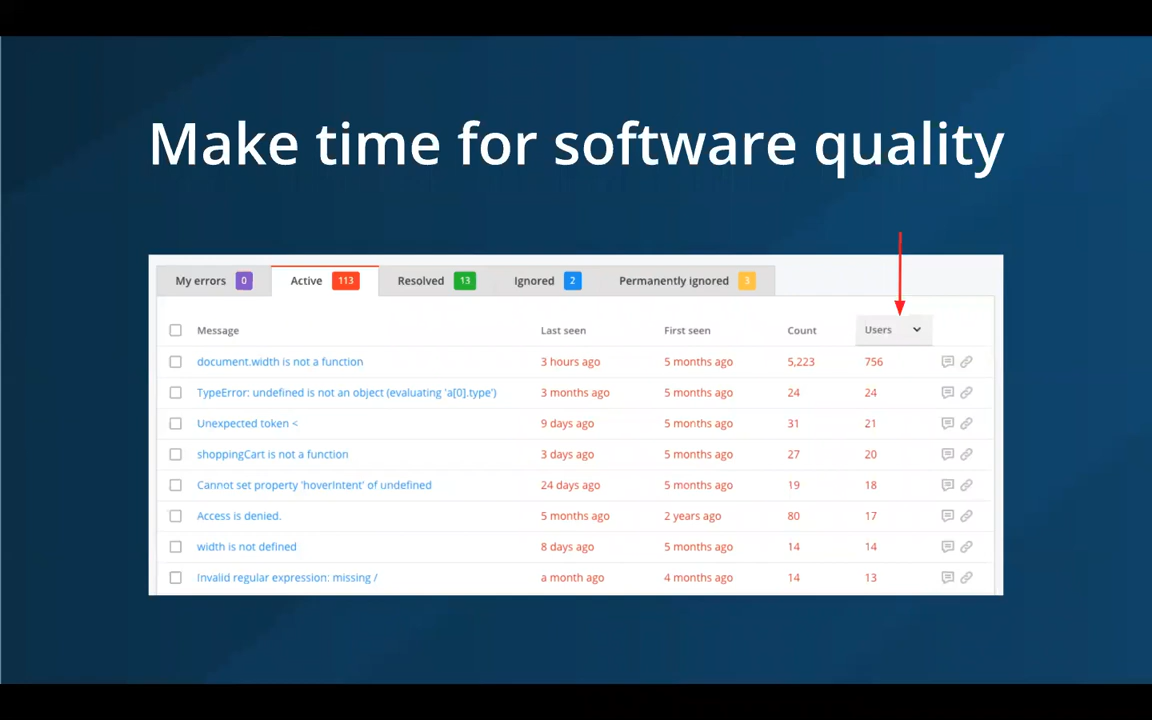 Make time for software quality
My errors 0 Active 113 Resolved 13 Ignored 2 Permanently ignored 3
Message Last seen First seen Count Users
document.width is not a function 3 hours ago 5 months ago 5,223 756
TypeError: undefined is not an object (evaluating 'a[0].type') 3 months ago 5 months ago 24 24
Unexpected token < 9 days ago 5 months ago 31 21
shoppingCart is not a function 3 days ago 5 months ago 27 20
Cannot set property 'hoverIntent' of undefined 24 days ago 5 months ago 19 18
Access is denied. 5 months ago 2 years ago 80 17
width is not defined 8 days ago 5 months ago 14 14
Invalid regular expression: missing / a month ago 4 months ago 14 13